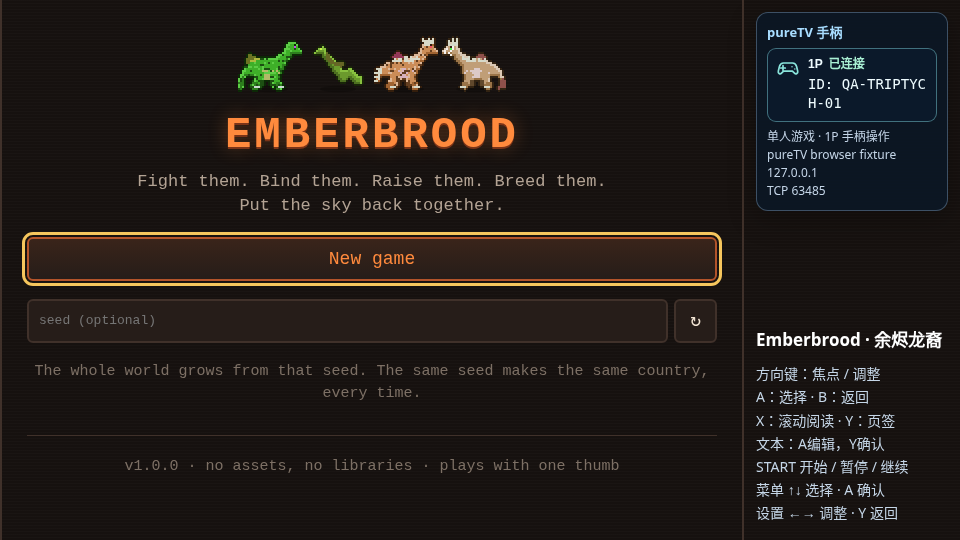 EMBERBROOD
Fight them. Bind them. Raise them. Breed them.
Put the sky back together.
New game
seed (optional)
↻
The whole world grows from that seed. The same seed makes the same country,
every time.
v1.0.0 · no assets, no libraries · plays with one thumb
pureTV 手柄
1P 已连接
ID: QA-TRIPTYC
H-01
单人游戏 · 1P 手柄操作
pureTV browser fixture
127.0.0.1
TCP 63485
Emberbrood · 余烬龙裔
方向键：焦点 / 调整
A：选择 · B：返回
X：滚动阅读 · Y：页签
文本：A编辑，Y确认
START 开始 / 暂停 / 继续
菜单 ↑↓ 选择 · A 确认
设置 ←→ 调整 · Y 返回